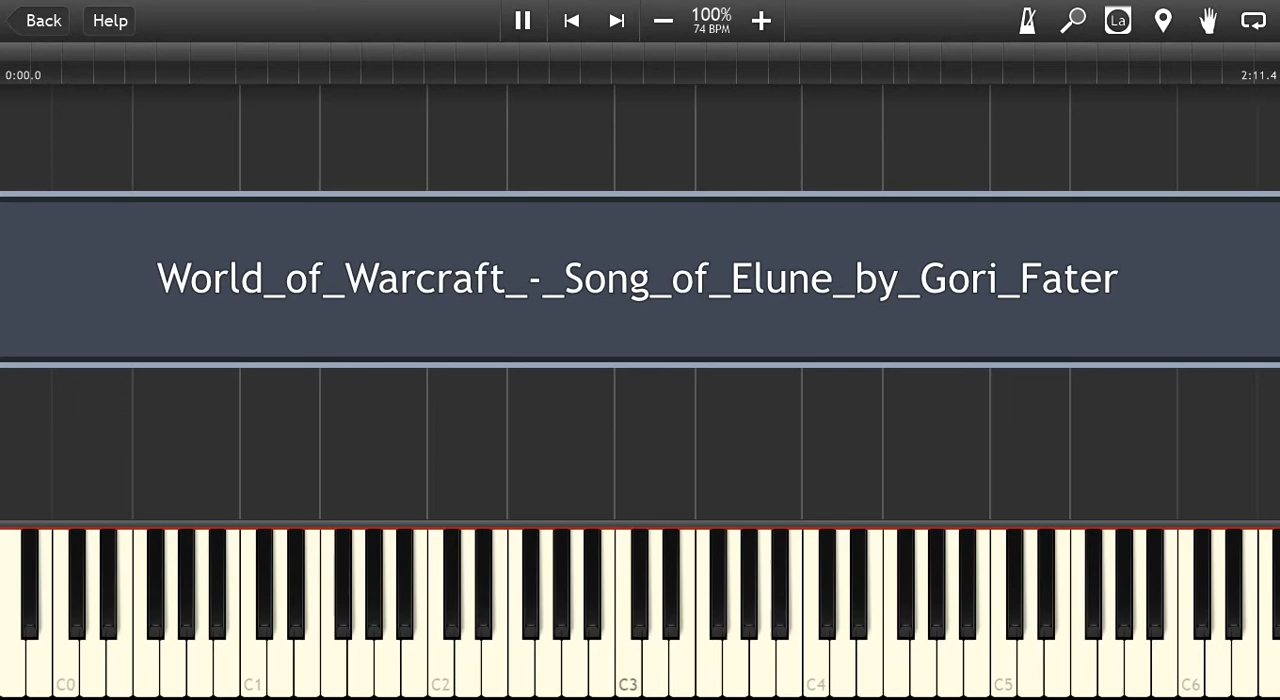 Back Help 100% La
74 BPM
0:00.0 2:11.4
World_of_Warcraft_-_Song_of_Elune_by_Gori_Fater
C0 C1 C2 C3 C4 C5 C6